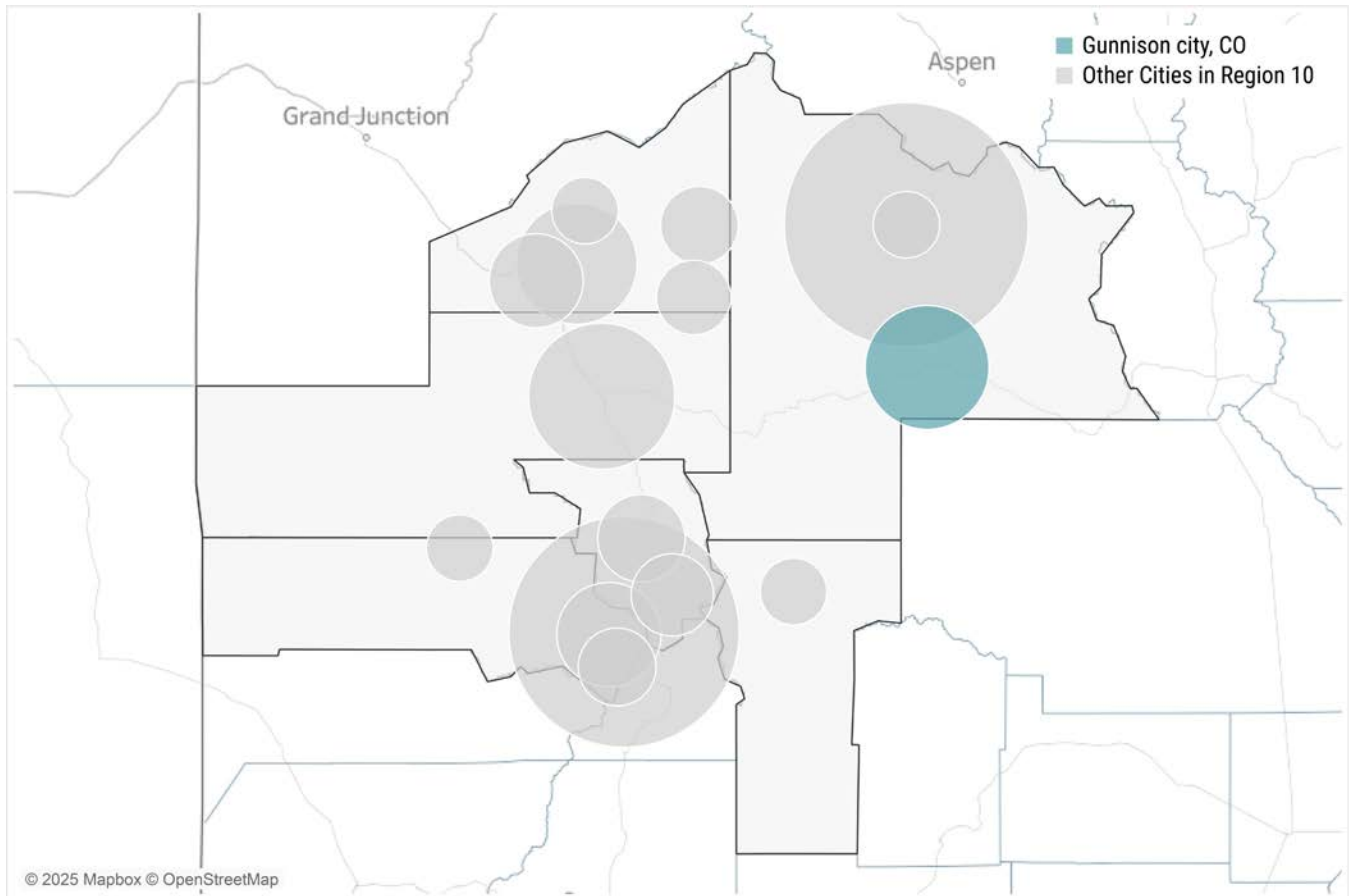 Gunnison city, CO
Other Cities in Region 10
Aspen
Grand Junction
© 2025 Mapbox © OpenStreetMap